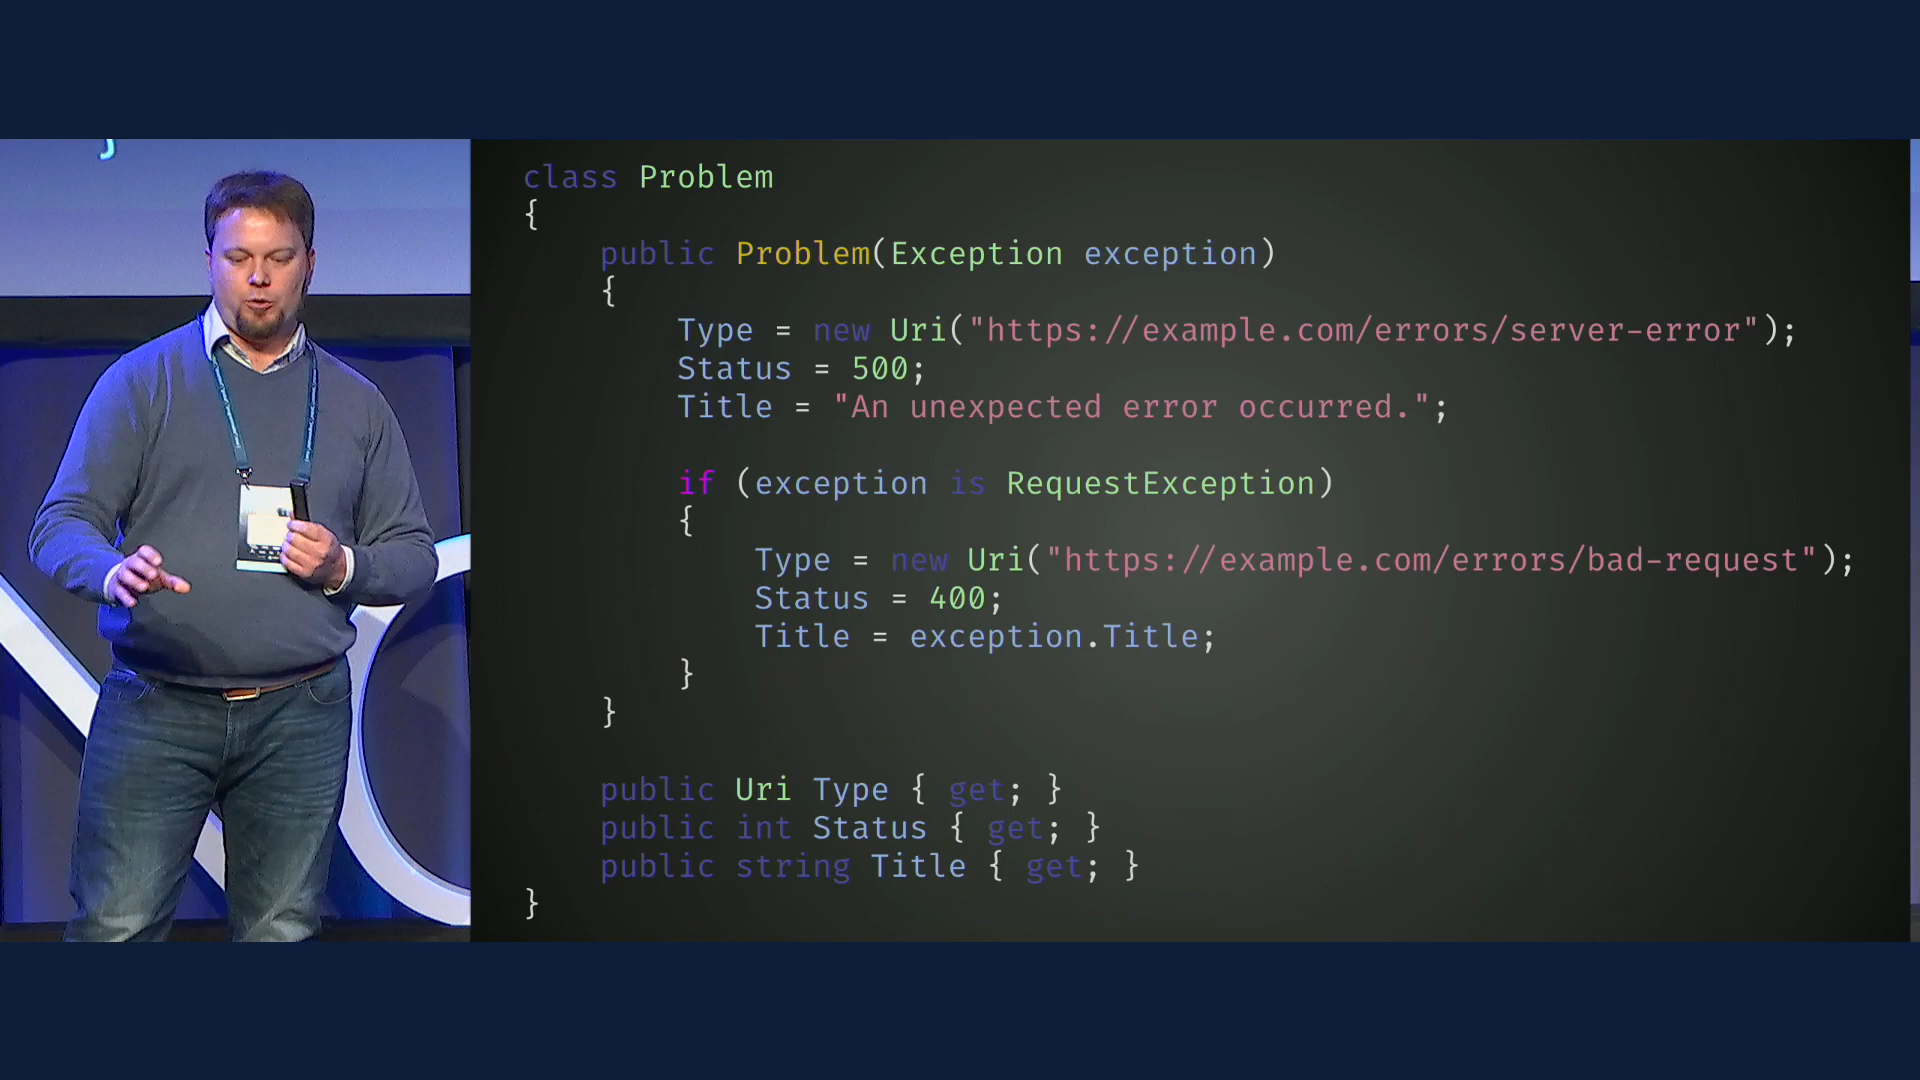 class Problem
{
    public Problem(Exception exception)
    {
        Type = new Uri("https://example.com/errors/server-error");
        Status = 500;
        Title = "An unexpected error occurred.";

        if (exception is RequestException)
        {
            Type = new Uri("https://example.com/errors/bad-request");
            Status = 400;
            Title = exception.Title;
        }
    }

    public Uri Type { get; }
    public int Status { get; }
    public string Title { get; }
}